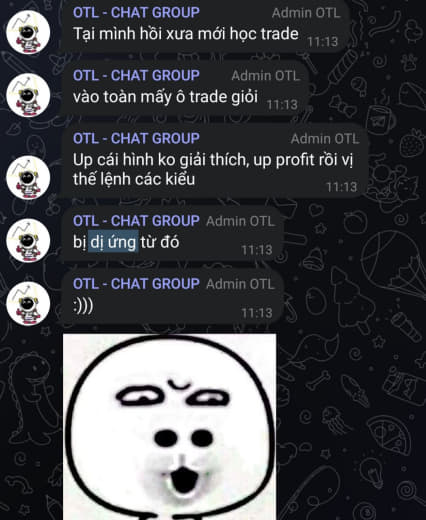 OTL - CHAT GROUP Admin OTL
Tại mình hồi xưa mới học trade 11:13
OTL - CHAT GROUP Admin OTL
vào toàn mấy ô trade giỏi 11:13
OTL - CHAT GROUP Admin OTL
Up cái hình ko giải thích, up profit rồi vị
thế lệnh các kiểu
11:13
OTL - CHAT GROUP Admin OTL
bị dị ứng từ đó 11:13
OTL - CHAT GROUP Admin OTL
:))) 11:13